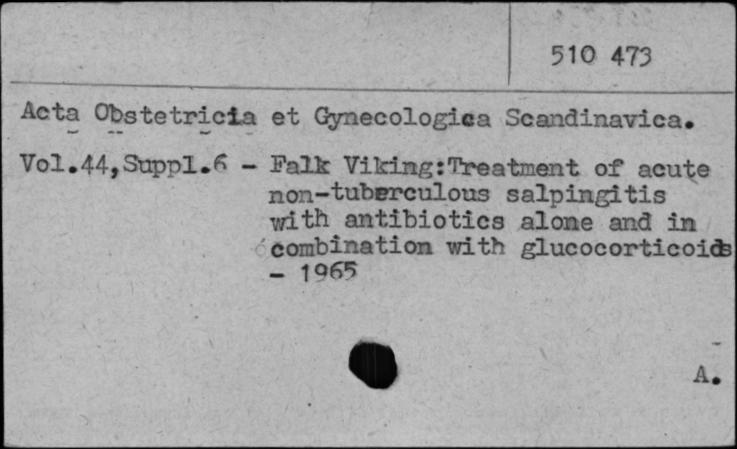 510 473
Acta Obstetricia et Gynecologica Scandinavica.
Vol.44,Suppl.6 - Falk Viking:Treatment of acute
non-tuberculous salpingitis
with antibiotics alone and in
combination with glucocorticoids
- 1965
A.